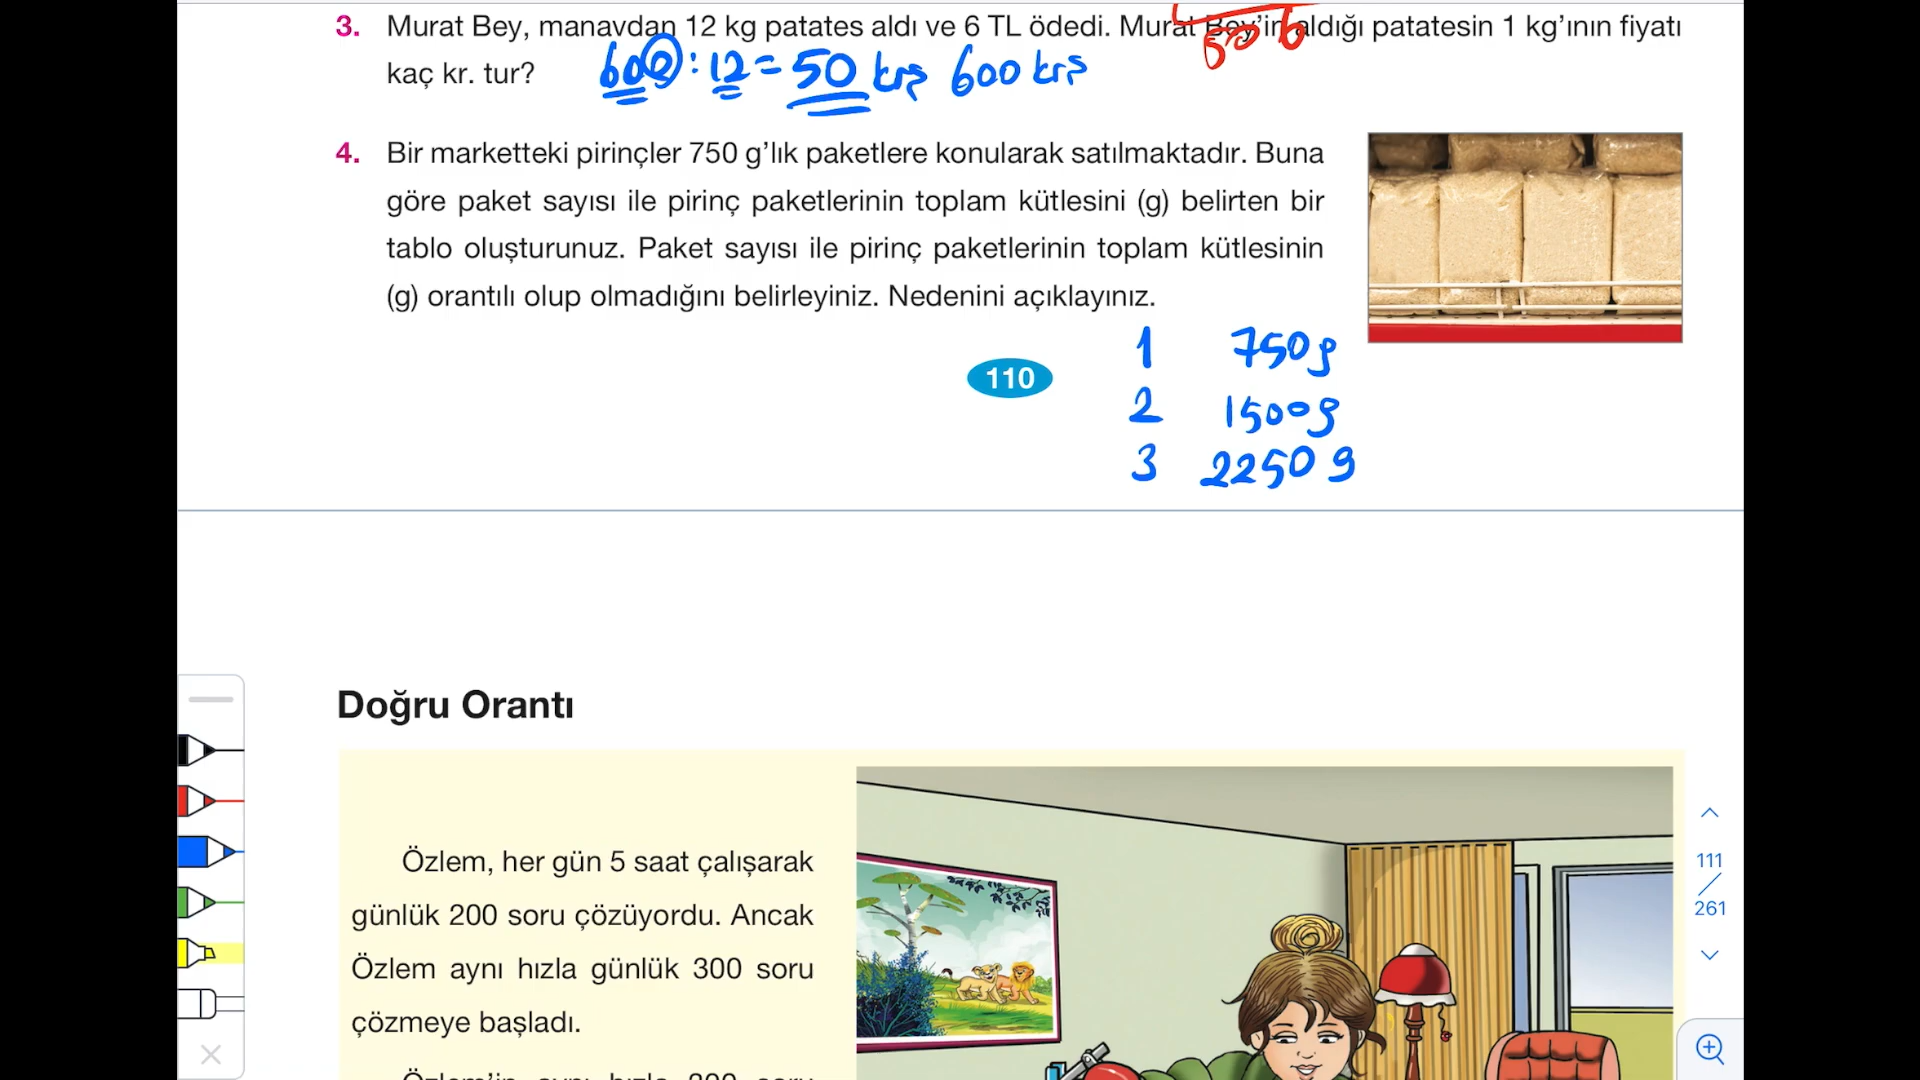 3. Murat Bey, manavdan 12 kg patates aldı ve 6 TL ödedi. Murat Bey'in aldığı patatesin 1 kg'ının fiyatı
kaç kr. tur? 600 : 12 = 50 krş 600 krş
4. Bir marketteki pirinçler 750 g'lık paketlere konularak satılmaktadır. Buna
göre paket sayısı ile pirinç paketlerinin toplam kütlesini (g) belirten bir
tablo oluşturunuz. Paket sayısı ile pirinç paketlerinin toplam kütlesinin
(g) orantılı olup olmadığını belirleyiniz. Nedenini açıklayınız.
1 750g
110
2 1500g
3 2250 g
Doğru Orantı
Özlem, her gün 5 saat çalışarak
günlük 200 soru çözüyordu. Ancak
Özlem aynı hızla günlük 300 soru
çözmeye başladı.
111
261